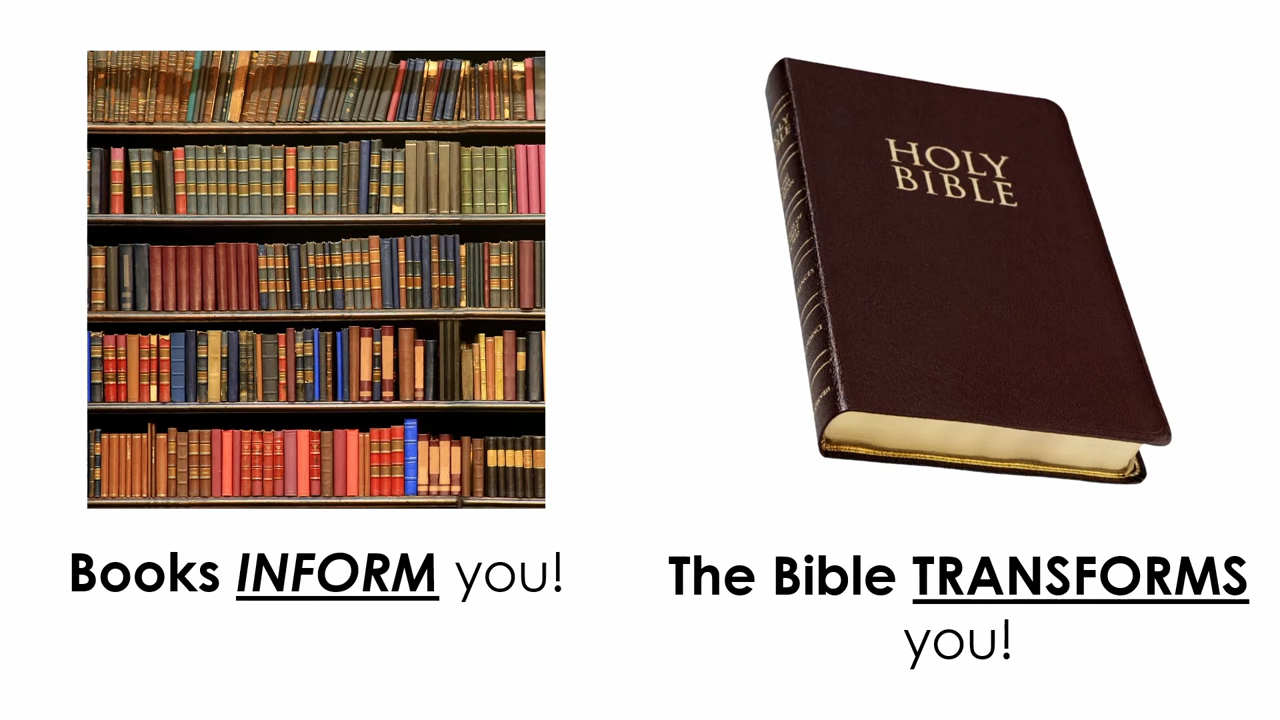 HOLY
BIBLE
Books INFORM you!
The Bible TRANSFORMS
you!